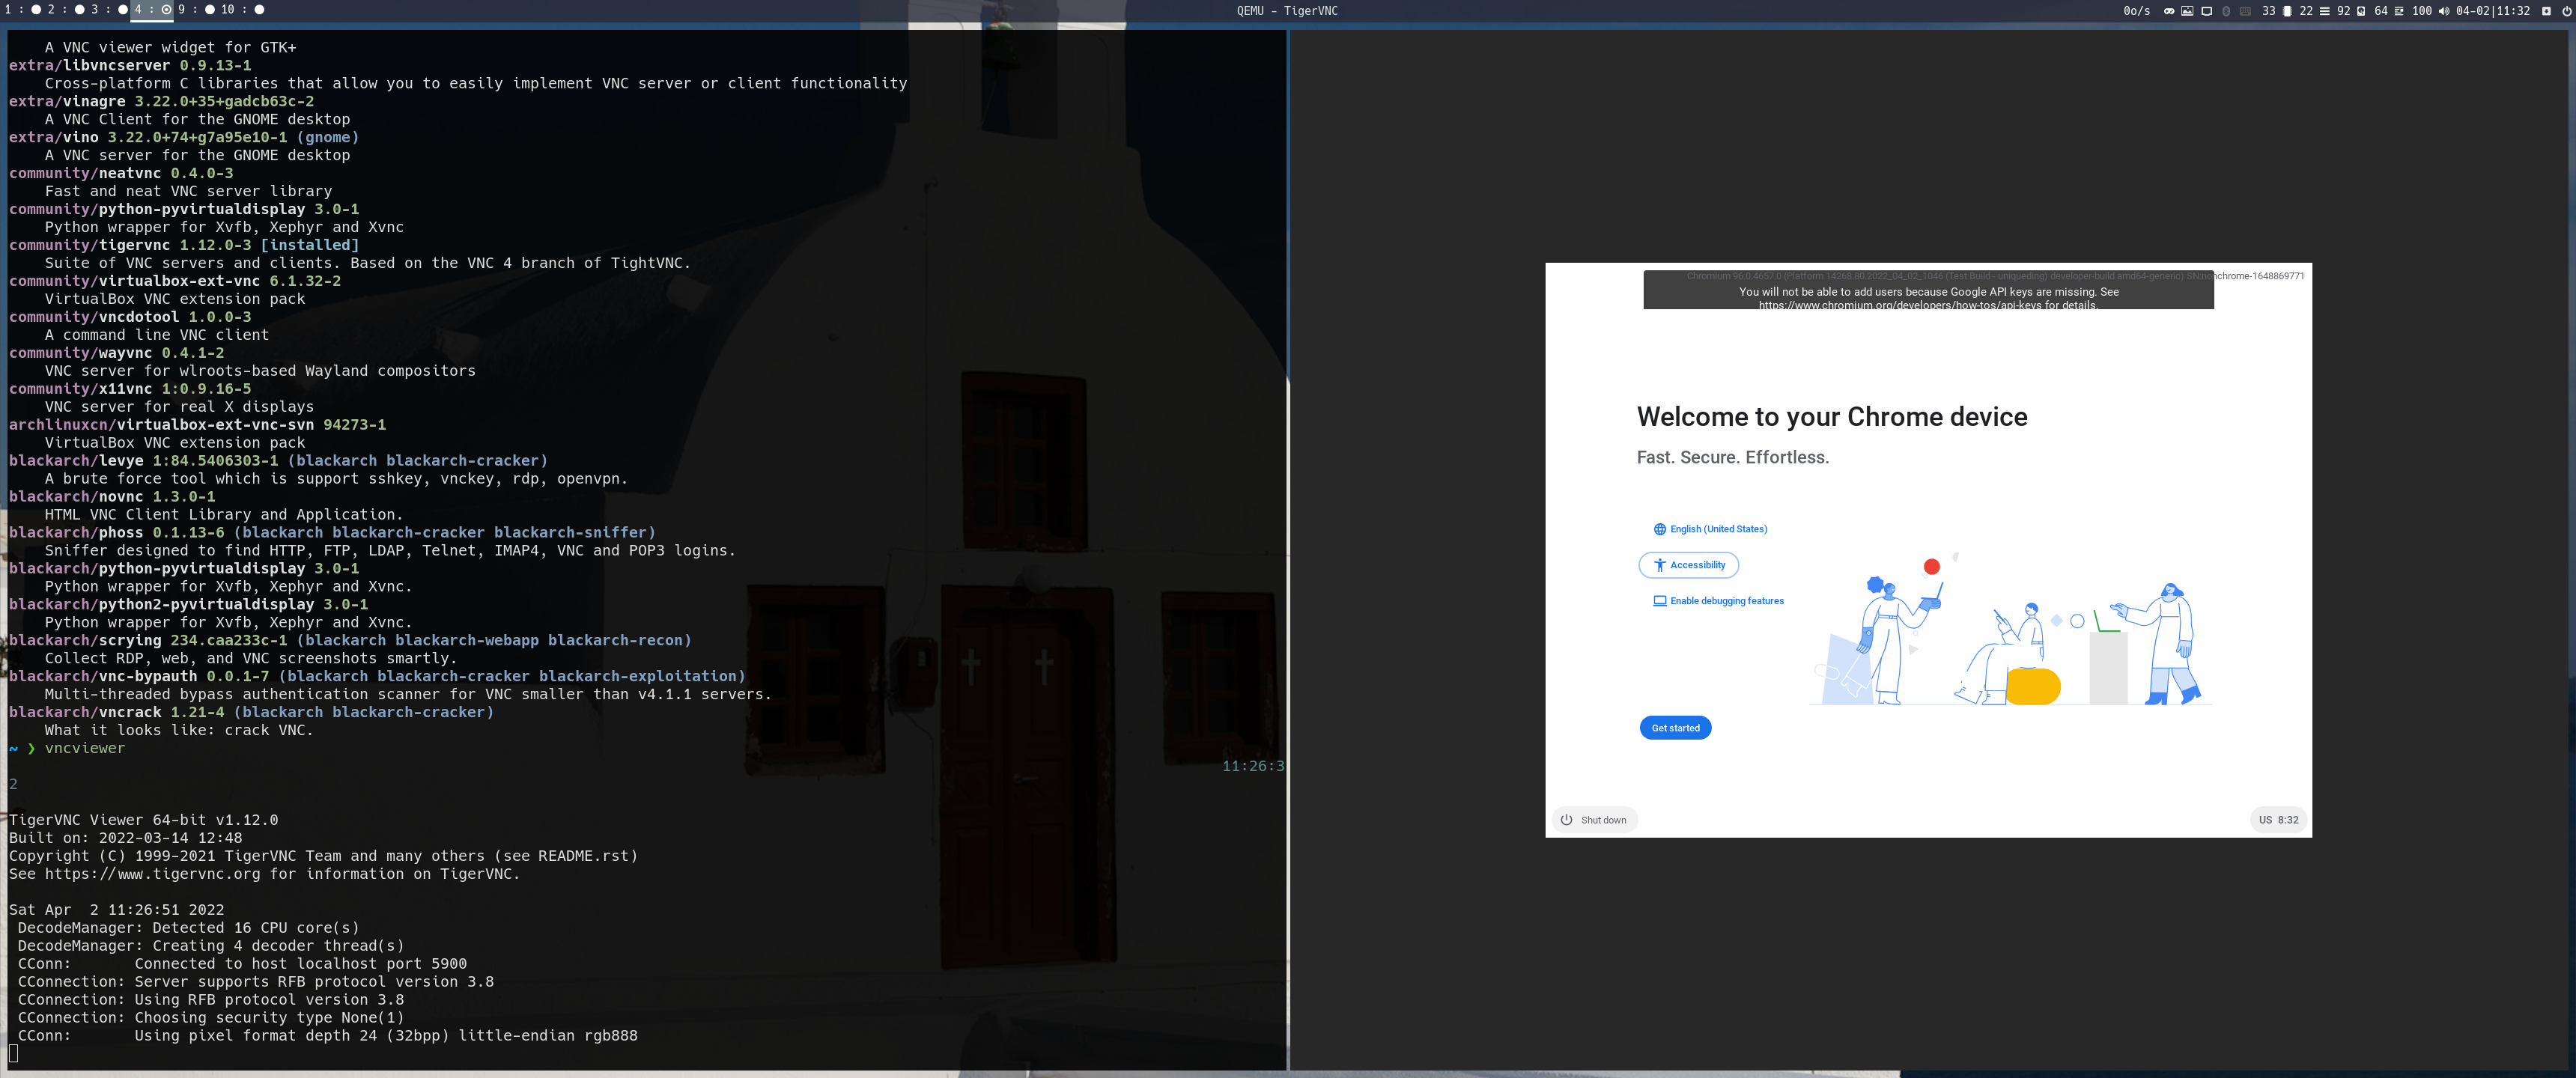 1 : 2 : 3 : 4 : 9 : 10 :
QEMU - TigerVNC
0o/s 33 22 92 64 100 04-02|11:32
A VNC viewer widget for GTK+
extra/libvncserver 0.9.13-1
Cross-platform C libraries that allow you to easily implement VNC server or client functionality
extra/vinagre 3.22.0+35+gadcb63c-2
A VNC Client for the GNOME desktop
extra/vino 3.22.0+74+g7a95e10-1 (gnome)
A VNC server for the GNOME desktop
community/neatvnc 0.4.0-3
Fast and neat VNC server library
community/python-pyvirtualdisplay 3.0-1
Python wrapper for Xvfb, Xephyr and Xvnc
community/tigervnc 1.12.0-3 [installed]
Suite of VNC servers and clients. Based on the VNC 4 branch of TightVNC.
community/virtualbox-ext-vnc 6.1.32-2
VirtualBox VNC extension pack
community/vncdotool 1.0.0-3
A command line VNC client
community/wayvnc 0.4.1-2
VNC server for wlroots-based Wayland compositors
community/x11vnc 1:0.9.16-5
VNC server for real X displays
archlinuxcn/virtualbox-ext-vnc-svn 94273-1
VirtualBox VNC extension pack
blackarch/levye 1:84.5406303-1 (blackarch blackarch-cracker)
A brute force tool which is support sshkey, vnckey, rdp, openvpn.
blackarch/novnc 1.3.0-1
HTML VNC Client Library and Application.
blackarch/phoss 0.1.13-6 (blackarch blackarch-cracker blackarch-sniffer)
Sniffer designed to find HTTP, FTP, LDAP, Telnet, IMAP4, VNC and POP3 logins.
blackarch/python-pyvirtualdisplay 3.0-1
Python wrapper for Xvfb, Xephyr and Xvnc.
blackarch/python2-pyvirtualdisplay 3.0-1
Python wrapper for Xvfb, Xephyr and Xvnc.
blackarch/scrying 234.caa233c-1 (blackarch blackarch-webapp blackarch-recon)
Collect RDP, web, and VNC screenshots smartly.
blackarch/vnc-bypauth 0.0.1-7 (blackarch blackarch-cracker blackarch-exploitation)
Multi-threaded bypass authentication scanner for VNC smaller than v4.1.1 servers.
blackarch/vncrack 1.21-4 (blackarch blackarch-cracker)
What it looks like: crack VNC.
~ ❯ vncviewer
11:26:3
2
TigerVNC Viewer 64-bit v1.12.0
Built on: 2022-03-14 12:48
Copyright (C) 1999-2021 TigerVNC Team and many others (see README.rst)
See https://www.tigervnc.org for information on TigerVNC.
Sat Apr  2 11:26:51 2022
DecodeManager: Detected 16 CPU core(s)
DecodeManager: Creating 4 decoder thread(s)
CConn:       Connected to host localhost port 5900
CConnection: Server supports RFB protocol version 3.8
CConnection: Using RFB protocol version 3.8
CConnection: Choosing security type None(1)
CConn:       Using pixel format depth 24 (32bpp) little-endian rgb888
Chromium 96.0.4657.0 (Platform 14268.80.2022_04_02_1046 (Test Build - uniqueding) developer-build amd64-generic) SN:nonchrome-1648869771
You will not be able to add users because Google API keys are missing. See
https://www.chromium.org/developers/how-tos/api-keys for details.
Welcome to your Chrome device
Fast. Secure. Effortless.
English (United States)
Accessibility
Enable debugging features
Get started
Shut down
US 8:32